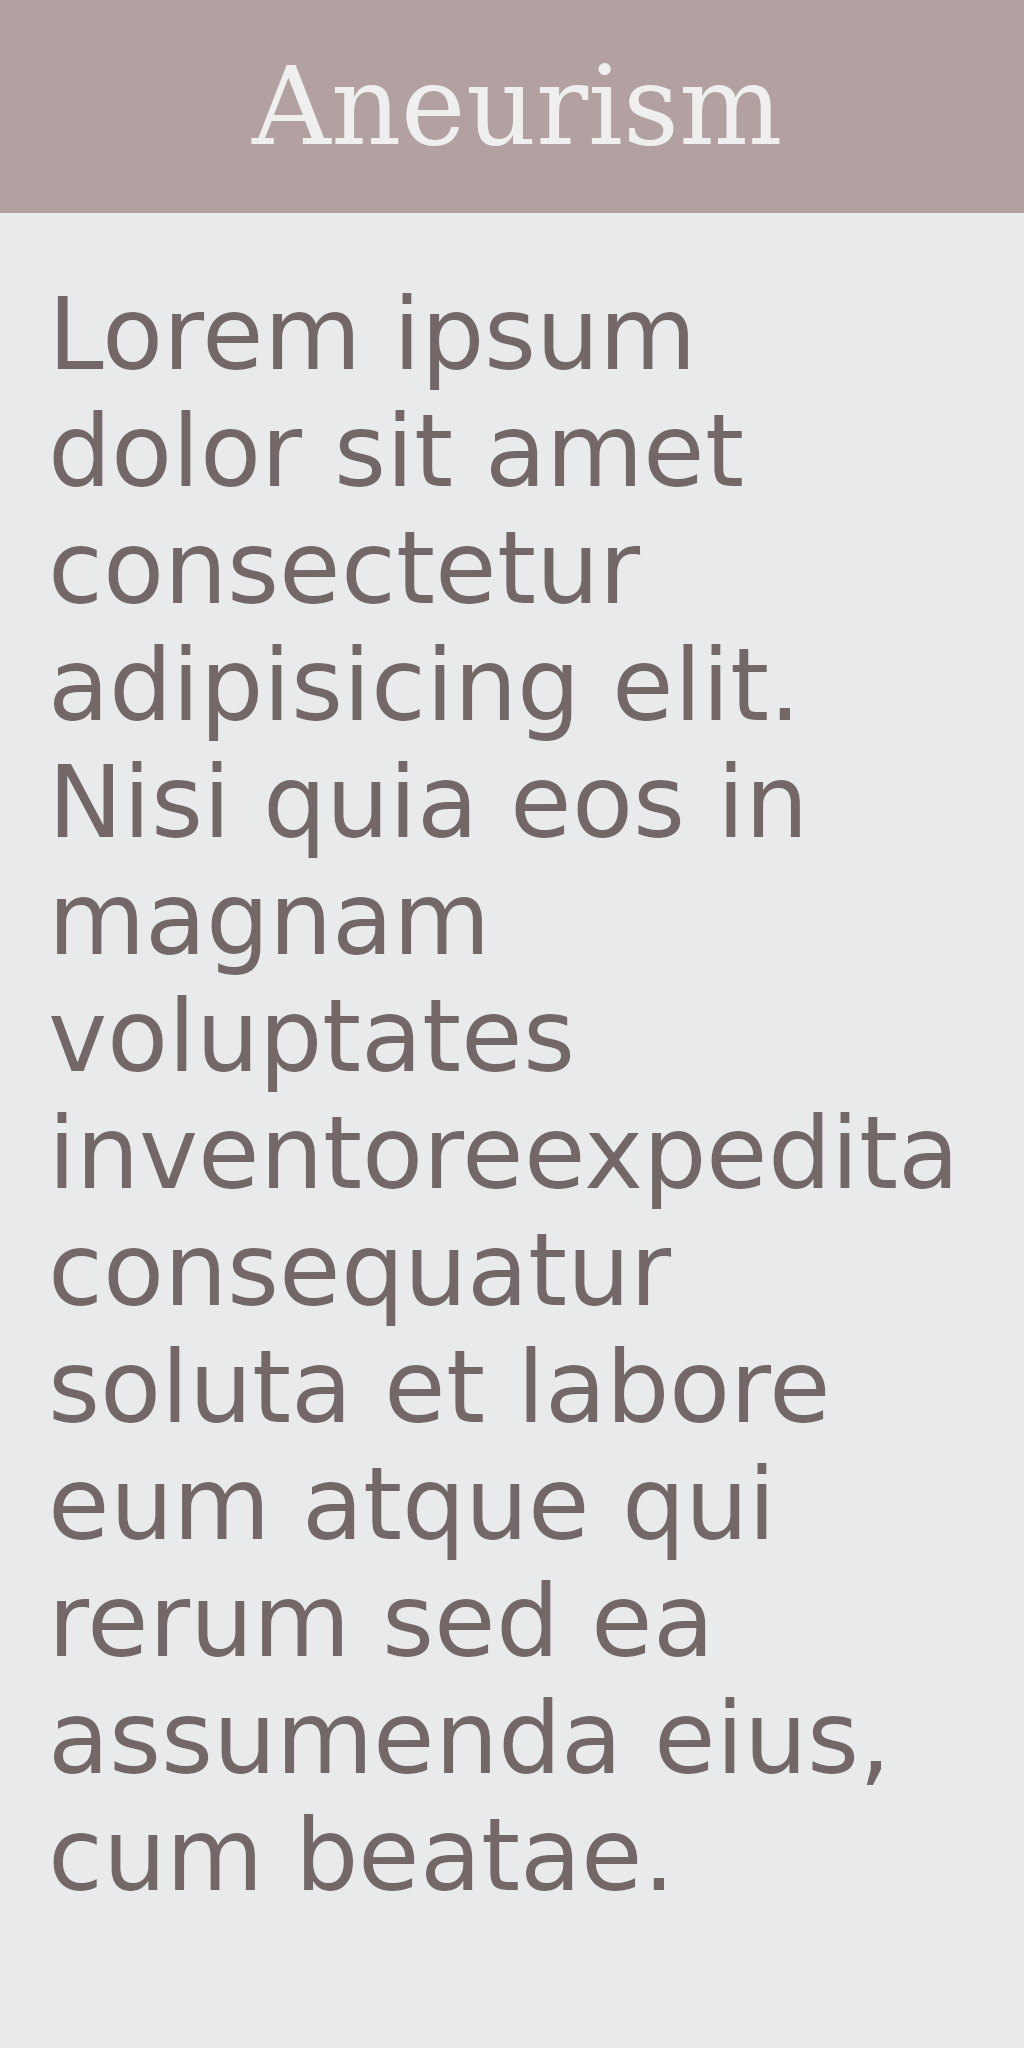 Aneurism
Lorem ipsum
dolor sit amet
consectetur
adipisicing elit.
Nisi quia eos in
magnam
voluptates
inventoreexpedita
consequatur
soluta et labore
eum atque qui
rerum sed ea
assumenda eius,
cum beatae.